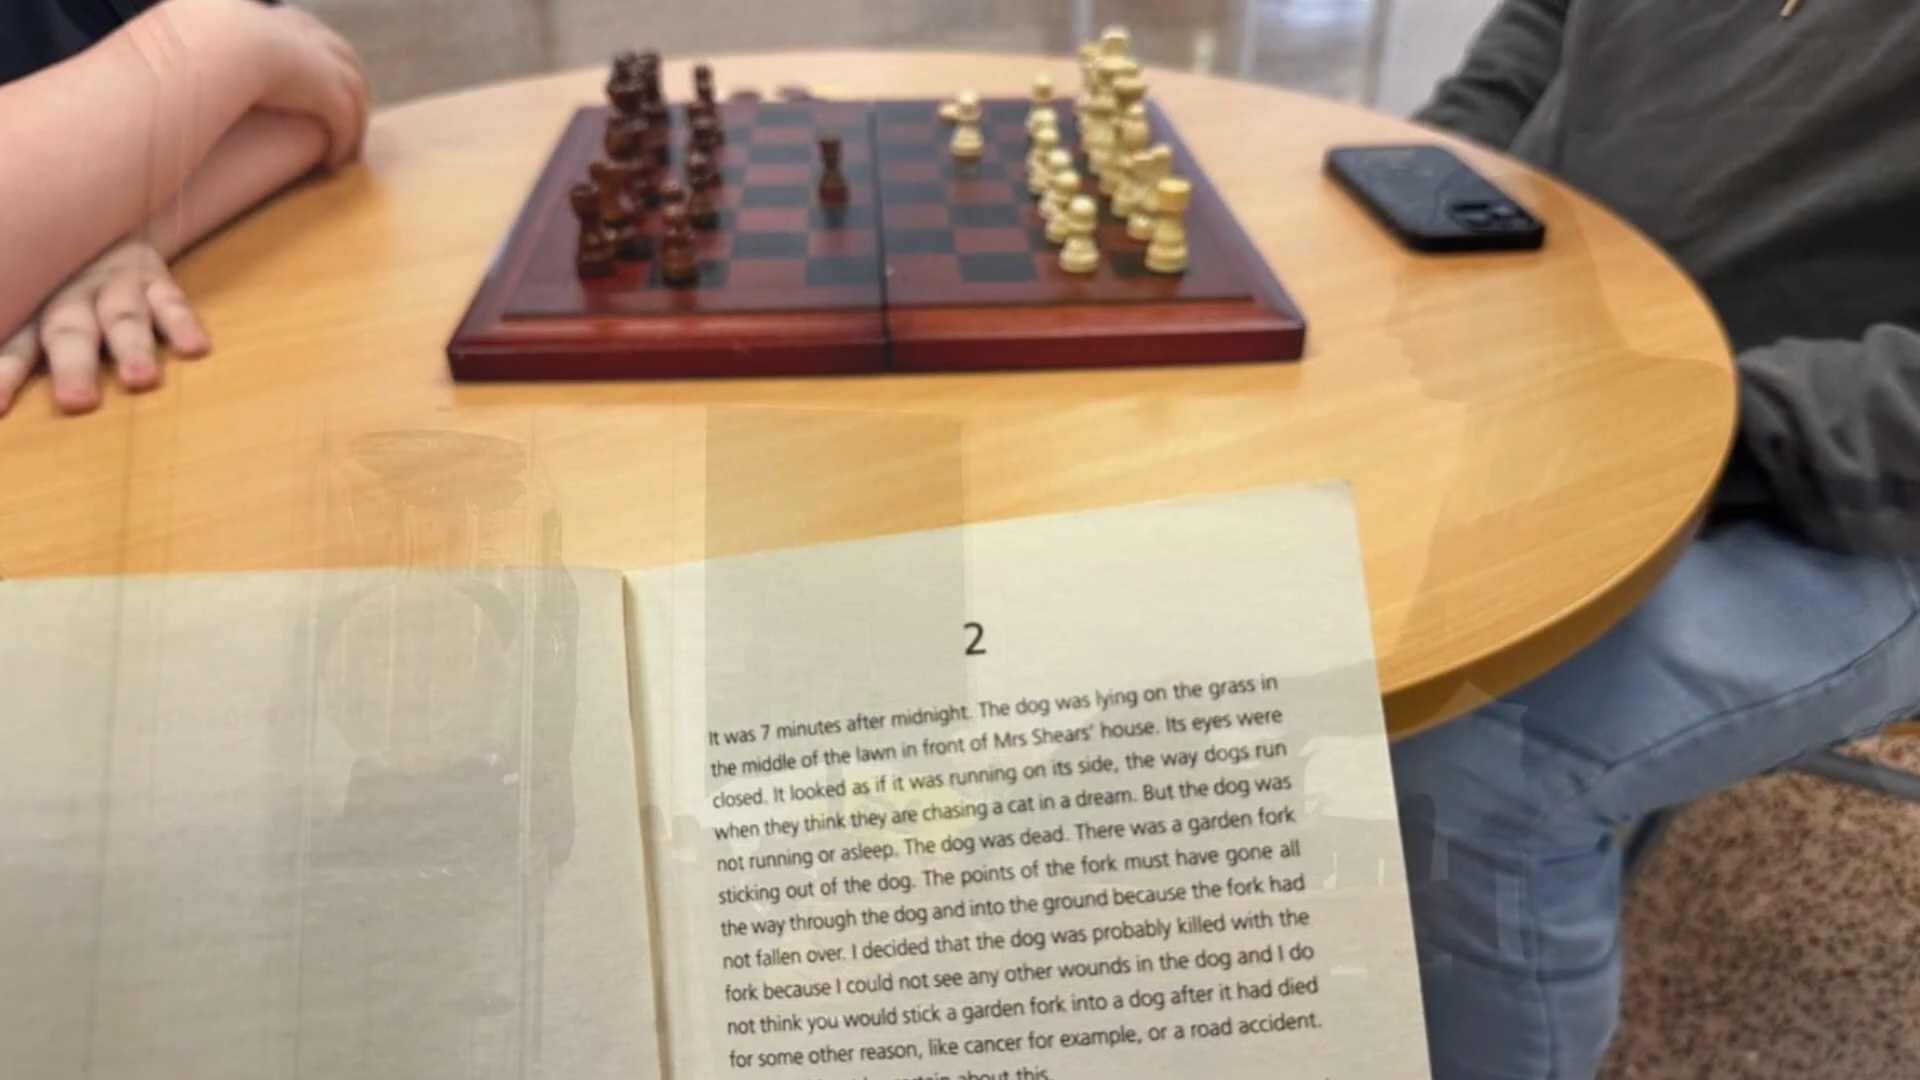 2
It was 7 minutes after midnight. The dog was lying on the grass in
the middle of the lawn in front of Mrs Shears' house. Its eyes were
closed. It looked as if it was running on its side, the way dogs run
when they think they are chasing a cat in a dream. But the dog was
not running or asleep. The dog was dead. There was a garden fork
sticking out of the dog. The points of the fork must have gone all
the way through the dog and into the ground because the fork had
not fallen over. I decided that the dog was probably killed with the
fork because I could not see any other wounds in the dog and I do
not think you would stick a garden fork into a dog after it had died
for some other reason, like cancer for example, or a road accident.
about this.